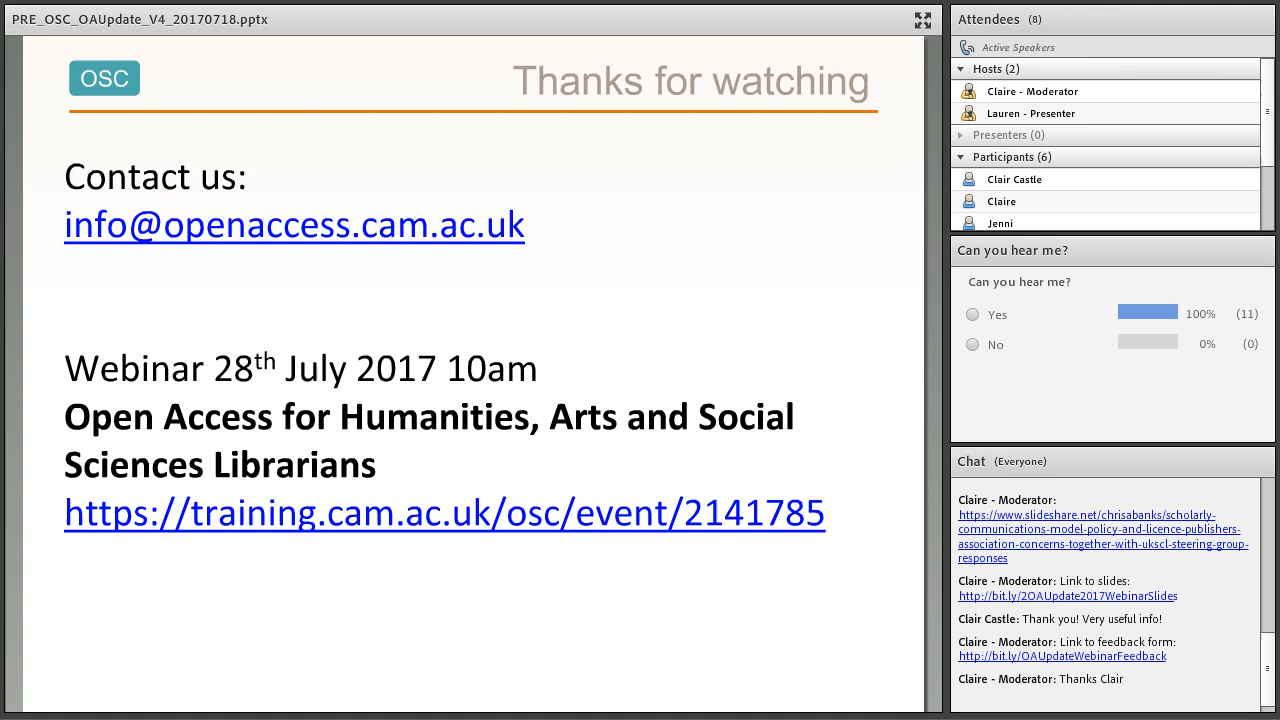 PRE_OSC_OAUpdate_V4_20170718.pptx
OSC
Thanks for watching
Contact us:
info@openaccess.cam.ac.uk
Webinar 28th July 2017 10am
Open Access for Humanities, Arts and Social
Sciences Librarians
https://training.cam.ac.uk/osc/event/2141785
Attendees (8)
Active Speakers
Hosts (2)
Claire - Moderator
Lauren - Presenter
Presenters (0)
Participants (6)
Clair Castle
Claire
Jenni
Can you hear me?
Can you hear me?
Yes 100% (11)
No 0% (0)
Chat (Everyone)
Claire - Moderator:
https://www.slideshare.net/chrisabanks/scholarly-
communications-model-policy-and-licence-publishers-
association-concerns-together-with-ukscl-steering-group-
responses
Claire - Moderator: Link to slides:
http://bit.ly/2OAUpdate2017WebinarSlides
Clair Castle: Thank you! Very useful info!
Claire - Moderator: Link to feedback form:
http://bit.ly/OAUpdateWebinarFeedback
Claire - Moderator: Thanks Clair